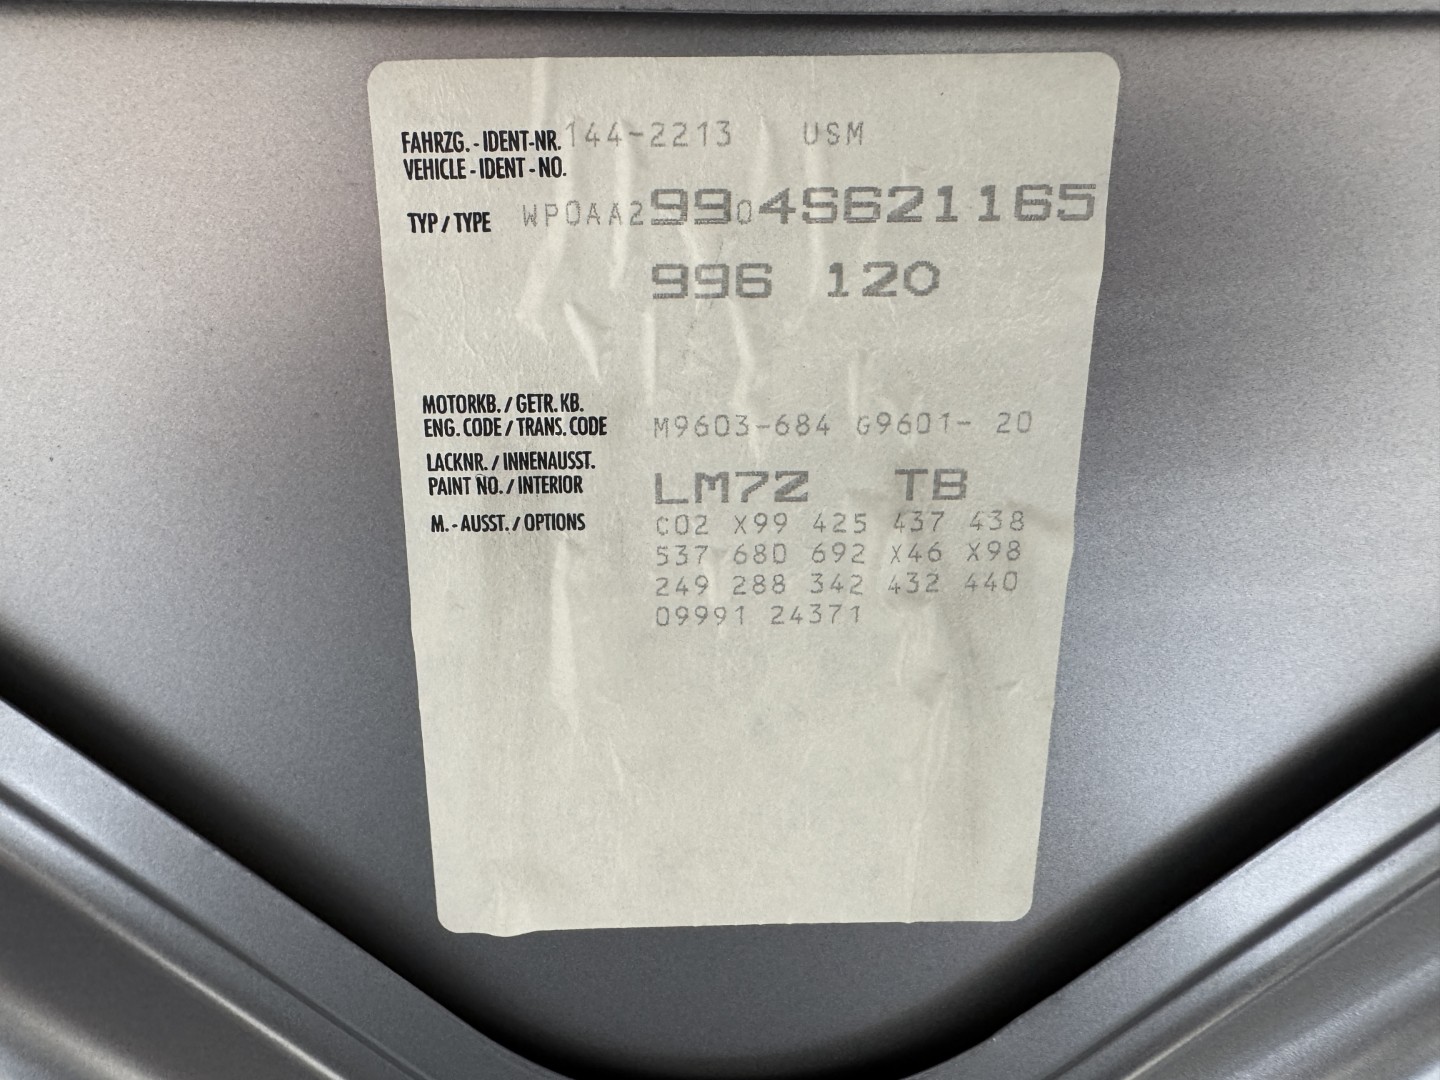 FAHRZG.-IDENT-NR. 144-2213 USM
VEHICLE-IDENT-NO.
TYP/TYPE WP0AA29904S621165
996 120
MOTORKB./GETR.KB.
ENG.CODE/TRANS.CODE M9603-684 G9601- 20
LACKNR./INNENAUSST.
PAINT NO./INTERIOR LM7Z TB
M.-AUSST./OPTIONS C02 X99 425 437 438
537 680 692 X46 X98
249 288 342 432 440
09991 24371